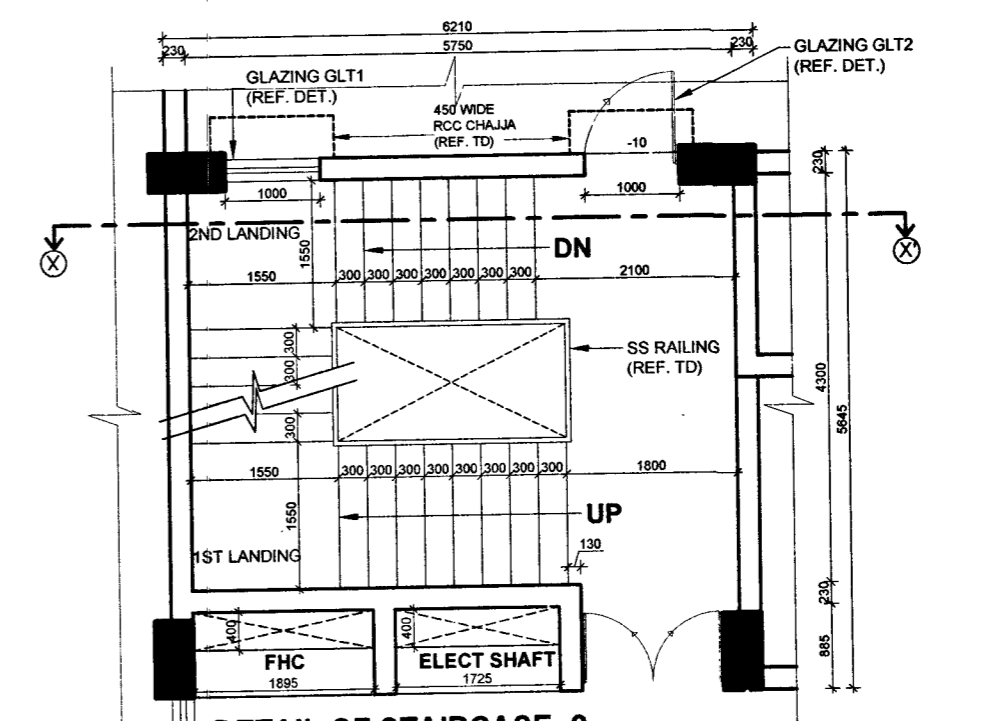 6210
230
5750
230
GLAZING GLT2
(REF. DET.)
GLAZING GLT1
(REF. DET.)
450 WIDE
RCC CHAJJA
(REF. TD)
-10
230
1000
1000
2ND LANDING
X
X'
DN
1550
1550
300 300 300 300 300 300 300
2100
300
300
SS RAILING
(REF. TD)
4300
5645
300
1550
300 300 300 300 300 300 300 300
1800
1550
UP
130
1ST LANDING
230
400
400
FHC
ELECT SHAFT
885
1895
1725